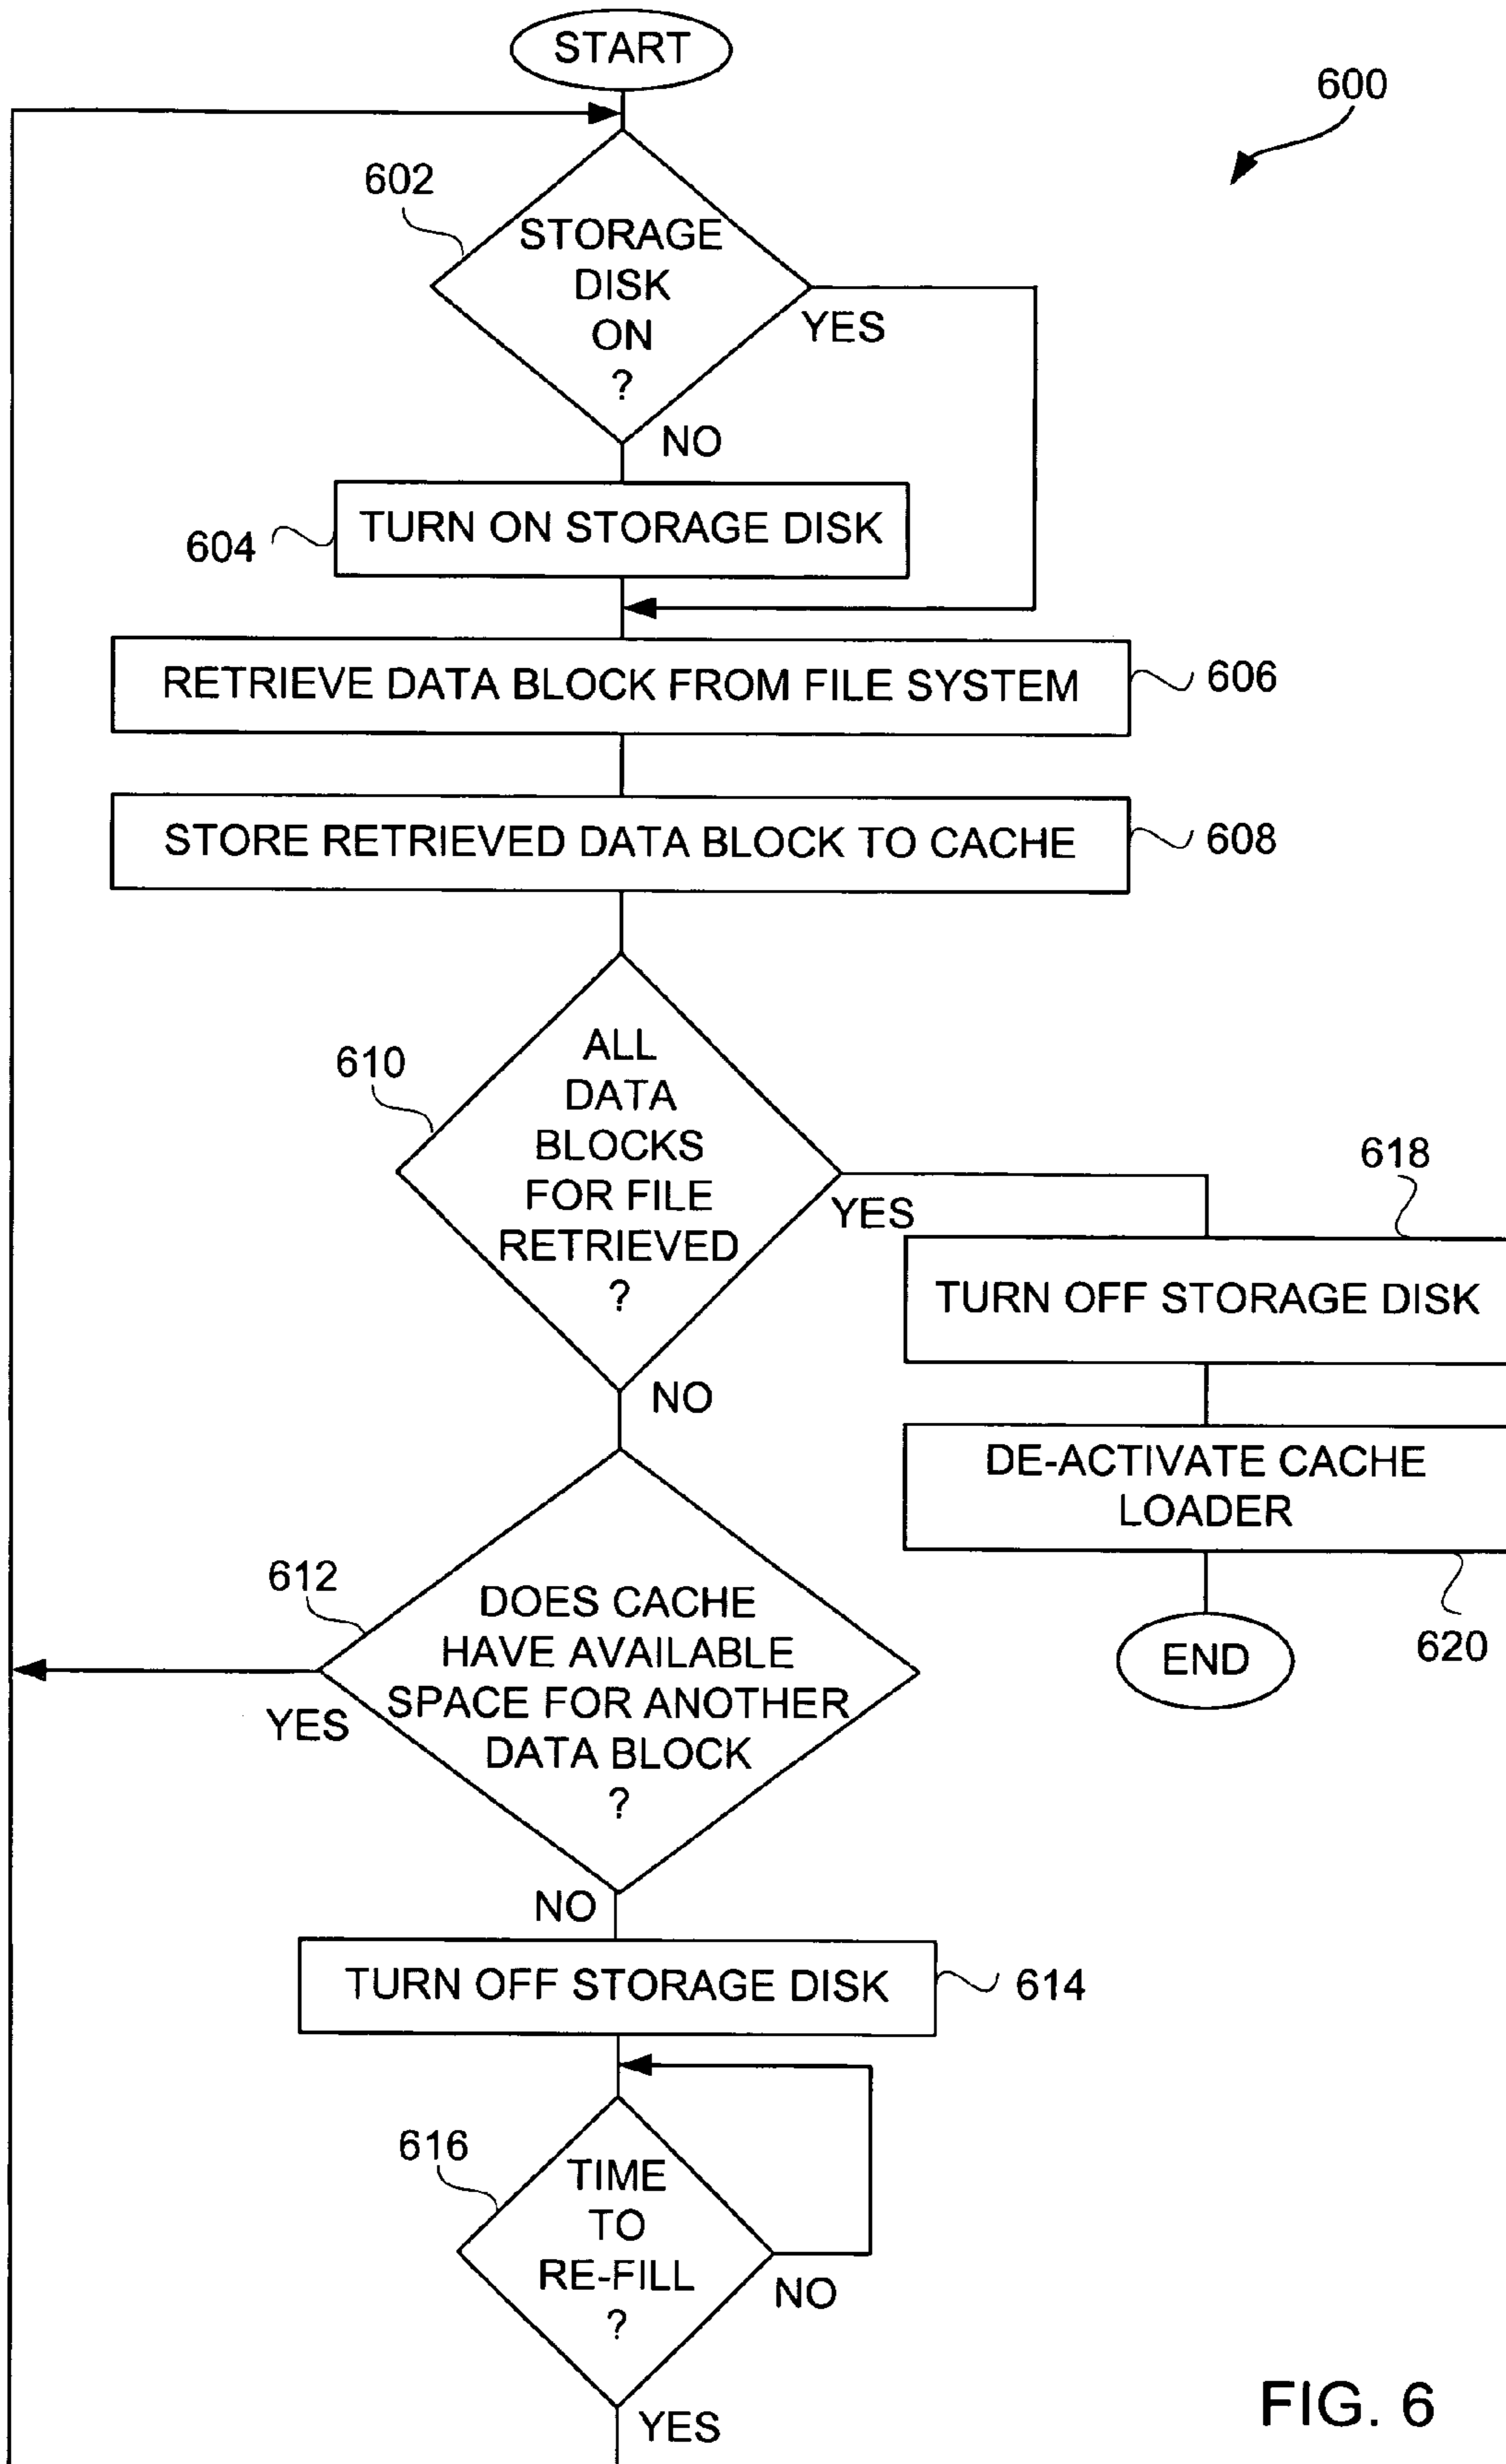 START
600
602
STORAGE
DISK
ON
?
YES
NO
604
TURN ON STORAGE DISK
RETRIEVE DATA BLOCK FROM FILE SYSTEM
606
STORE RETRIEVED DATA BLOCK TO CACHE
608
610
ALL
DATA
BLOCKS
FOR FILE
RETRIEVED
?
YES
NO
618
TURN OFF STORAGE DISK
DE-ACTIVATE CACHE
LOADER
620
END
612
DOES CACHE
HAVE AVAILABLE
SPACE FOR ANOTHER
DATA BLOCK
?
YES
NO
TURN OFF STORAGE DISK
614
616
TIME
TO
RE-FILL
?
NO
YES
FIG. 6